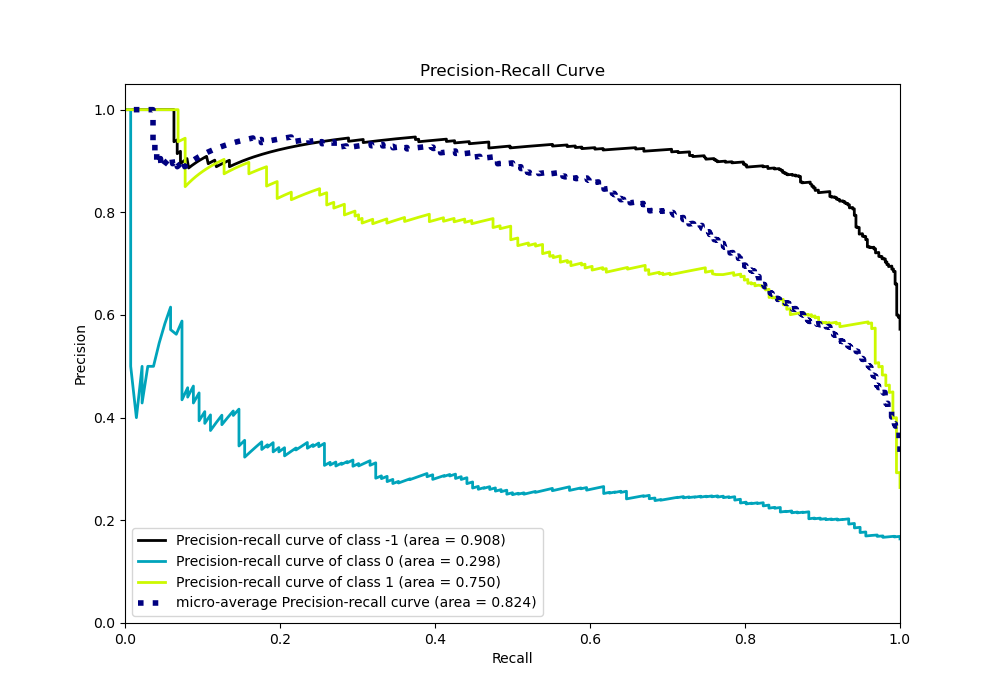 Precision-Recall Curve
1.0
0.8
0.6
0.4
0.2
0.0
Precision
Precision-recall curve of class -1 (area = 0.908)
Precision-recall curve of class 0 (area = 0.298)
Precision-recall curve of class 1 (area = 0.750)
micro-average Precision-recall curve (area = 0.824)
0.0 0.2 0.4 0.6 0.8 1.0
Recall